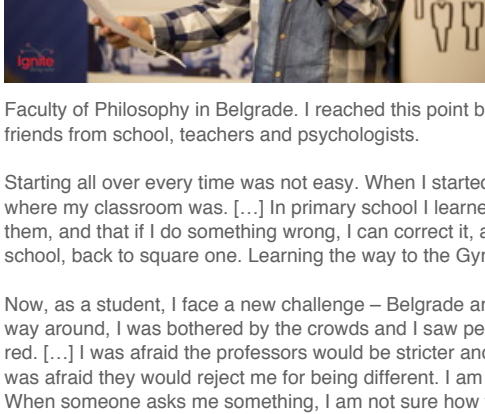 Ignite
Faculty of Philosophy in Belgrade. I reached this point b
friends from school, teachers and psychologists.
Starting all over every time was not easy. When I started
where my classroom was. […] In primary school I learne
them, and that if I do something wrong, I can correct it, a
school, back to square one. Learning the way to the Gyr
Now, as a student, I face a new challenge – Belgrade ar
way around, I was bothered by the crowds and I saw pe
red. […] I was afraid the professors would be stricter and
was afraid they would reject me for being different. I am
When someone asks me something, I am not sure how